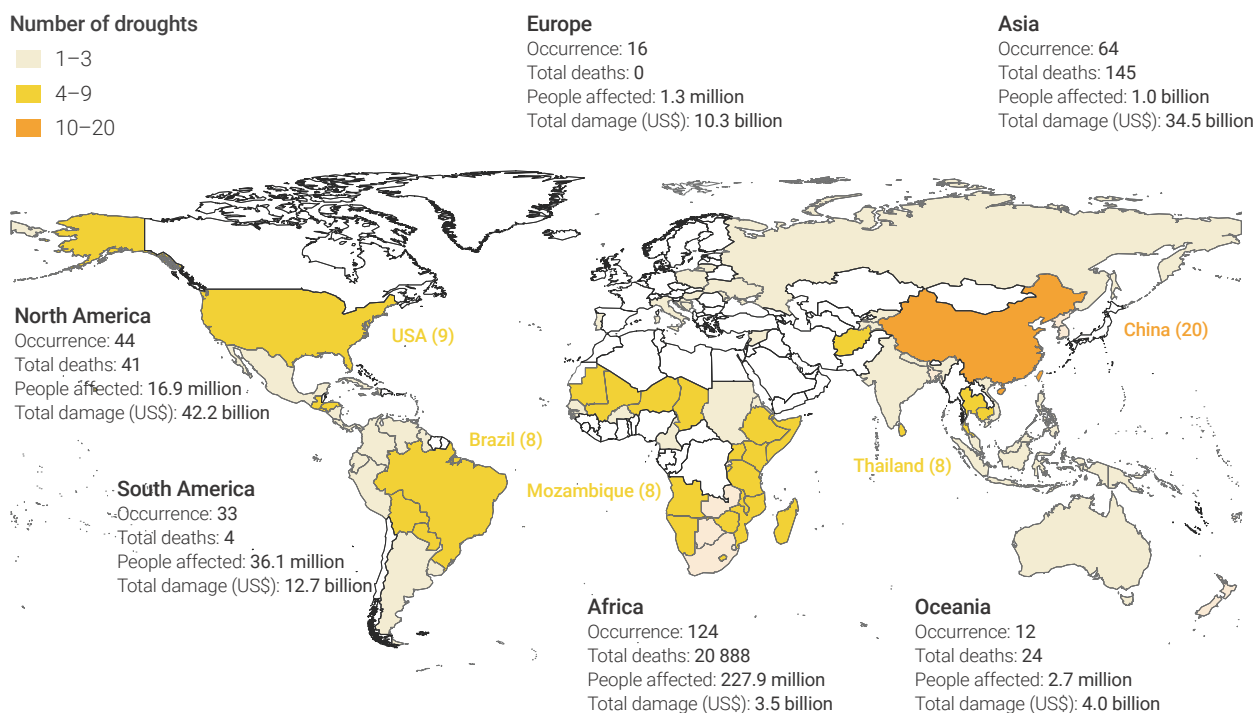 Number of droughts
1–3
4–9
10–20
Europe
Occurrence: 16
Total deaths: 0
People affected: 1.3 million
Total damage (US$): 10.3 billion
Asia
Occurrence: 64
Total deaths: 145
People affected: 1.0 billion
Total damage (US$): 34.5 billion
North America
Occurrence: 44
Total deaths: 41
People affected: 16.9 million
Total damage (US$): 42.2 billion
USA (9)
China (20)
Brazil (8)
Mozambique (8)
Thailand (8)
South America
Occurrence: 33
Total deaths: 4
People affected: 36.1 million
Total damage (US$): 12.7 billion
Africa
Occurrence: 124
Total deaths: 20 888
People affected: 227.9 million
Total damage (US$): 3.5 billion
Oceania
Occurrence: 12
Total deaths: 24
People affected: 2.7 million
Total damage (US$): 4.0 billion